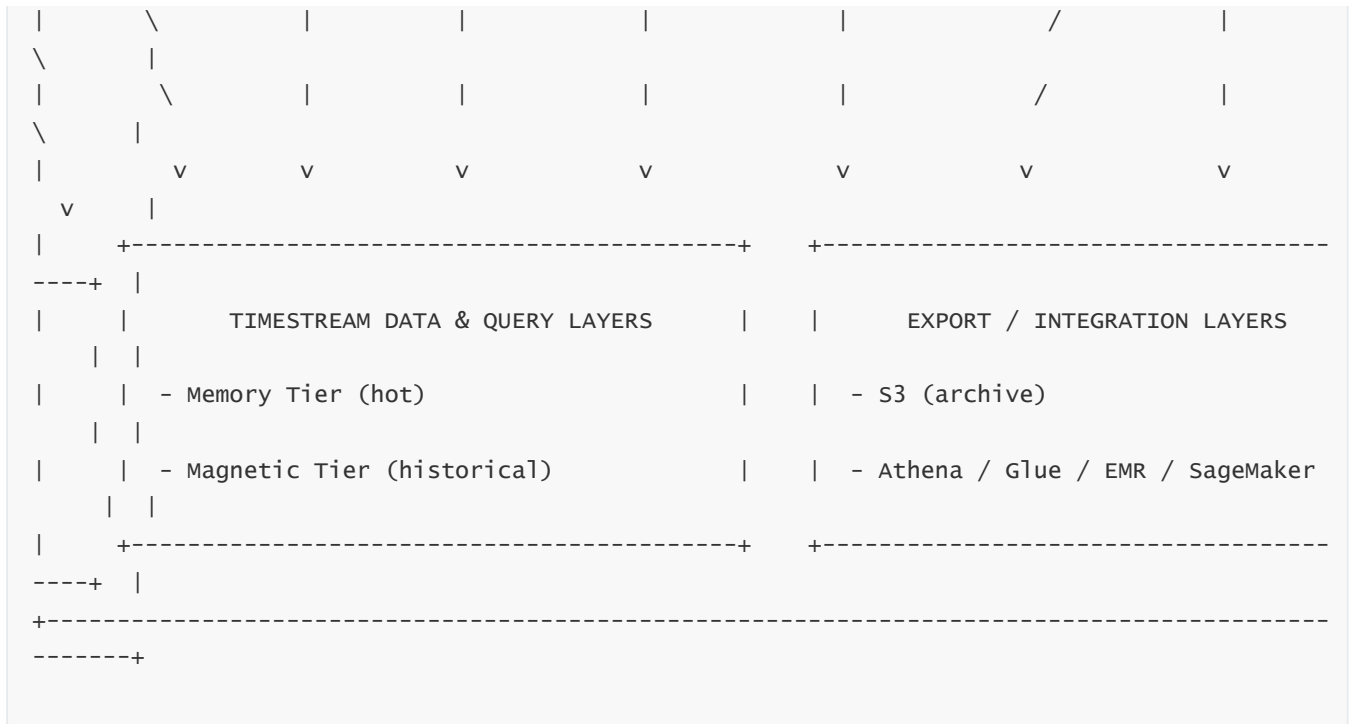 |       \          |          |            |             |             /          |
\        |
|        \         |          |            |             |            /           |
\       |
|         v        v          v            v             v           v             v
  v      |
|     +-------------------------------------------+    +------------------------------------
----+  |
|     |       TIMESTREAM DATA & QUERY LAYERS      |    |      EXPORT / INTEGRATION LAYERS
    |  |
|     |  - Memory Tier (hot)                      |    |  - S3 (archive)
    |  |
|     |  - Magnetic Tier (historical)             |    |  - Athena / Glue / EMR / SageMaker
     |  |
|     +-------------------------------------------+    +------------------------------------
----+  |
+-------------------------------------------------------------------------------------------
-------+